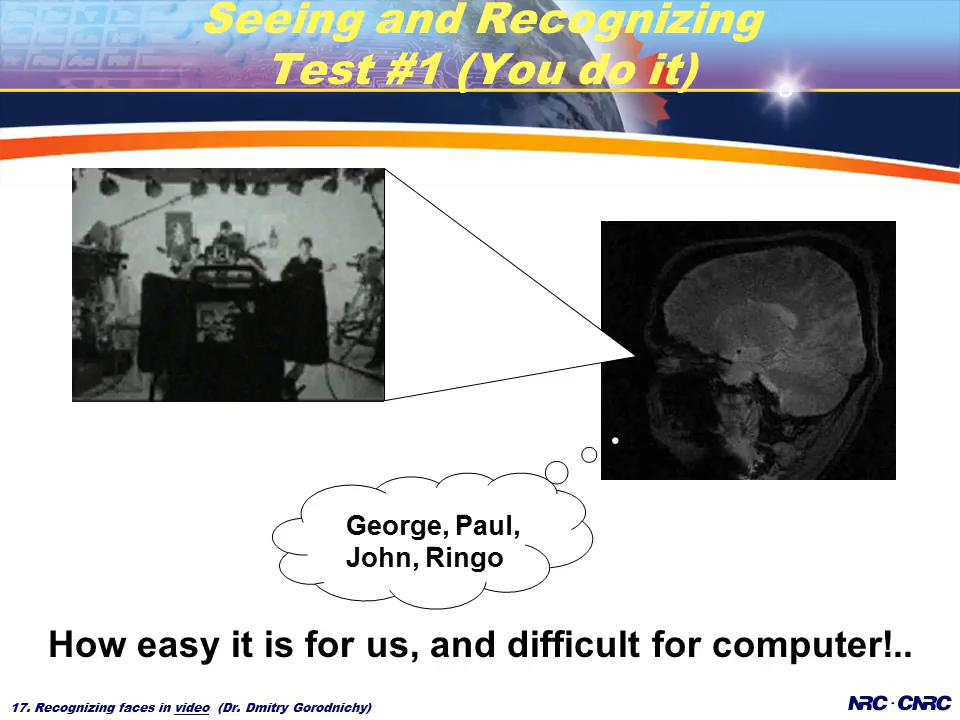 Seeing and Recognizing
Test #1 (You do it)
George, Paul,
John, Ringo
How easy it is for us, and difficult for computer!..
17. Recognizing faces in video (Dr. Dmitry Gorodnichy)
NRC · CNRC